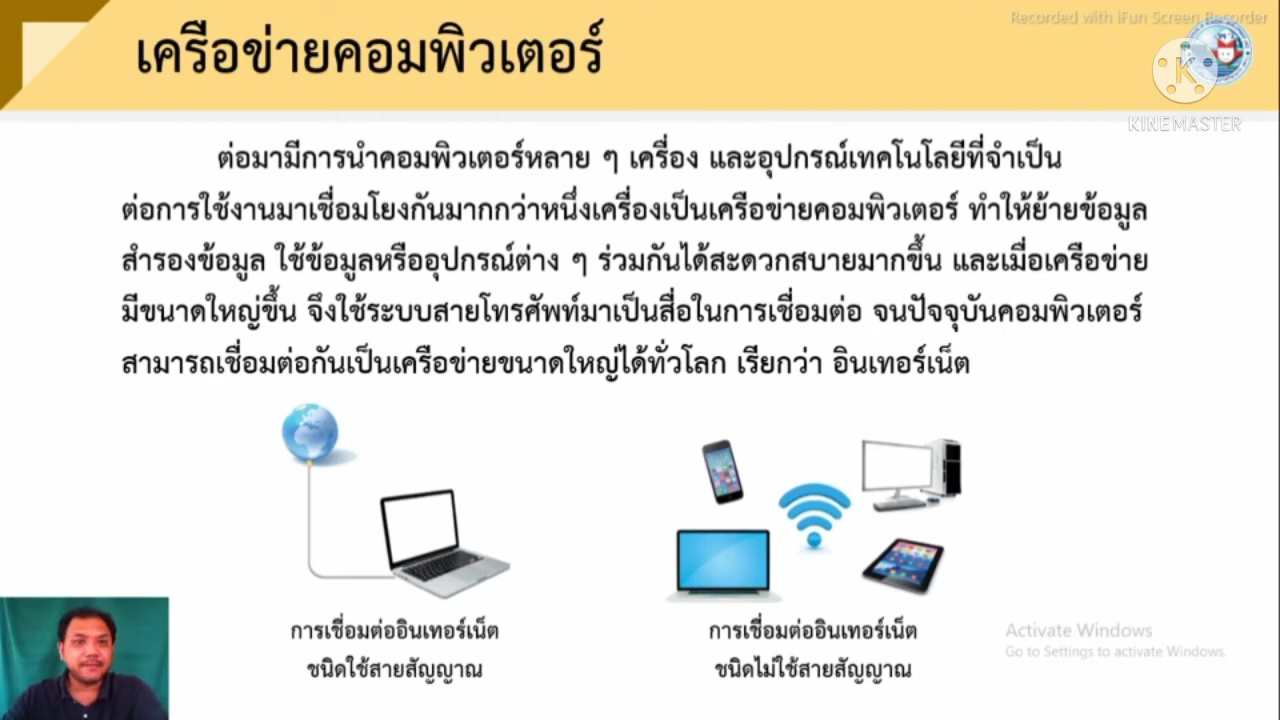 Recorded with iFun Screen Recorder
เครือข่ายคอมพิวเตอร์
K
KINEMASTER
ต่อมามีการนำคอมพิวเตอร์หลาย ๆ เครื่อง และอุปกรณ์เทคโนโลยีที่จำเป็น
ต่อการใช้งานมาเชื่อมโยงกันมากกว่าหนึ่งเครื่องเป็นเครือข่ายคอมพิวเตอร์ ทำให้ย้ายข้อมูล
สำรองข้อมูล ใช้ข้อมูลหรืออุปกรณ์ต่าง ๆ ร่วมกันได้สะดวกสบายมากขึ้น และเมื่อเครือข่าย
มีขนาดใหญ่ขึ้น จึงใช้ระบบสายโทรศัพท์มาเป็นสื่อในการเชื่อมต่อ จนปัจจุบันคอมพิวเตอร์
สามารถเชื่อมต่อกันเป็นเครือข่ายขนาดใหญ่ได้ทั่วโลก เรียกว่า อินเทอร์เน็ต
การเชื่อมต่ออินเทอร์เน็ต
ชนิดใช้สายสัญญาณ
การเชื่อมต่ออินเทอร์เน็ต
ชนิดไม่ใช้สายสัญญาณ
Activate Windows
Go to Settings to activate Windows.